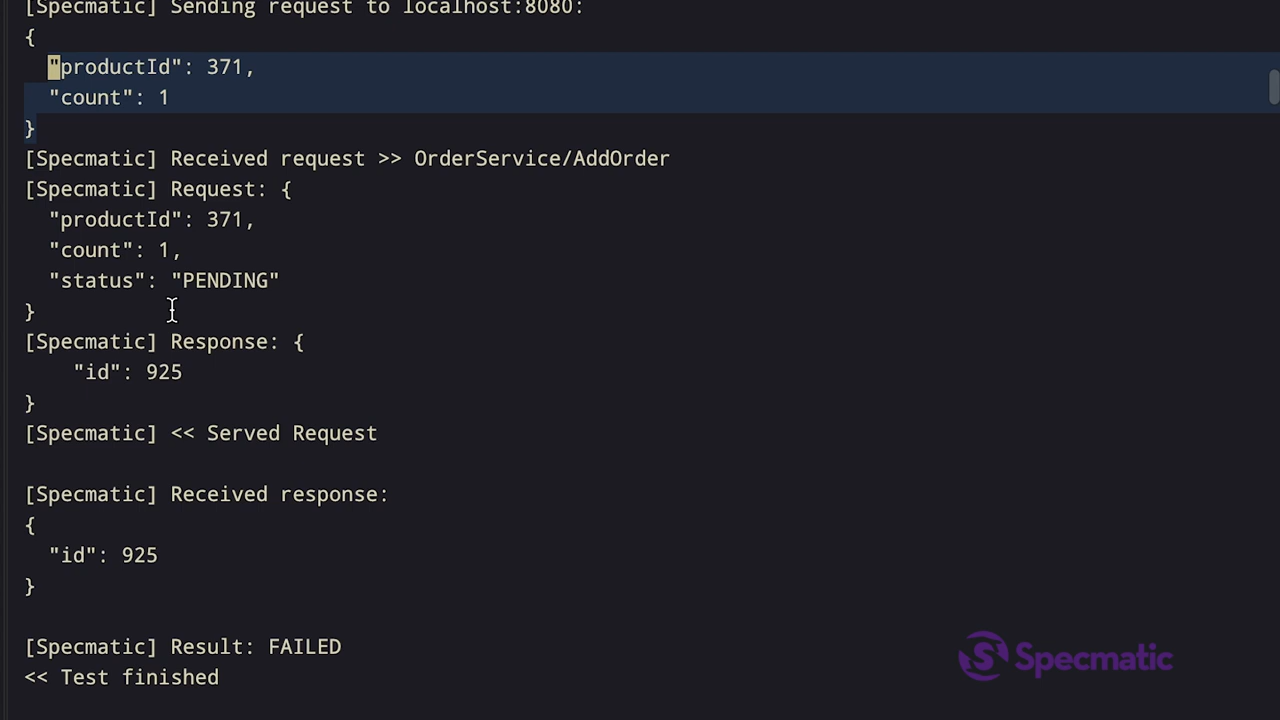 [Specmatic] Sending request to localhost:8080:
{
  "productId": 371,
  "count": 1
}
[Specmatic] Received request >> OrderService/AddOrder
[Specmatic] Request: {
  "productId": 371,
  "count": 1,
  "status": "PENDING"
}
[Specmatic] Response: {
    "id": 925
}
[Specmatic] << Served Request
[Specmatic] Received response:
{
  "id": 925
}
[Specmatic] Result: FAILED
<< Test finished
Specmatic